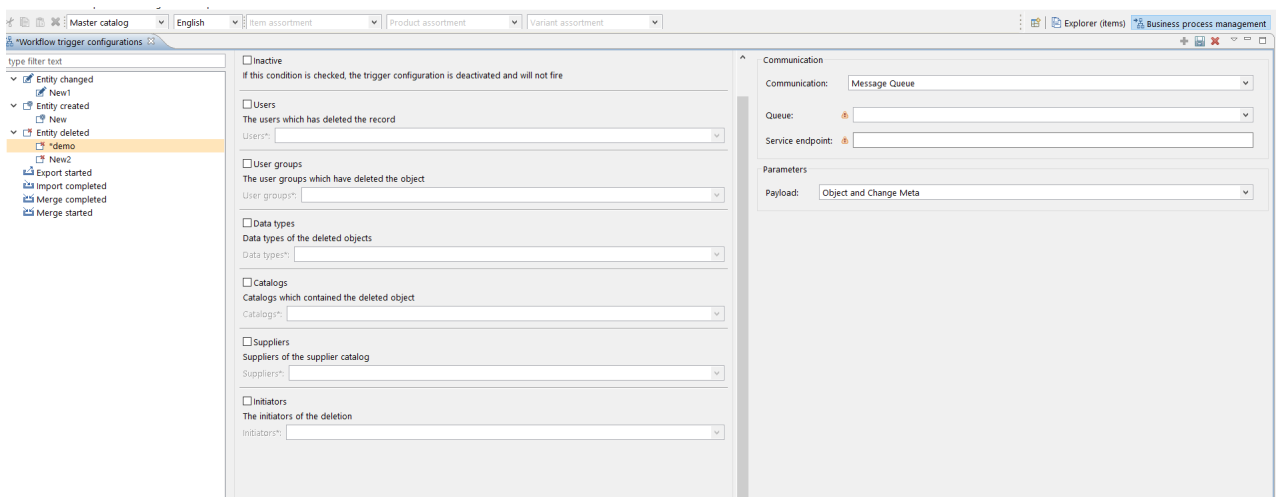 Master catalog
English
Item assortment
Product assortment
Variant assortment
Explorer (items)
Business process management
*Workflow trigger configurations
type filter text
Entity changed
New1
Entity created
New
Entity deleted
*demo
New2
Export started
Import completed
Merge completed
Merge started
Inactive
If this condition is checked, the trigger configuration is deactivated and will not fire
Users
The users which has deleted the record
Users*:
User groups
The user groups which have deleted the object
User groups*:
Data types
Data types of the deleted objects
Data types*:
Catalogs
Catalogs which contained the deleted object
Catalogs*:
Suppliers
Suppliers of the supplier catalog
Suppliers*:
Initiators
The initiators of the deletion
Initiators*:
Communication
Communication: Message Queue
Queue:
Service endpoint:
Parameters
Payload: Object and Change Meta